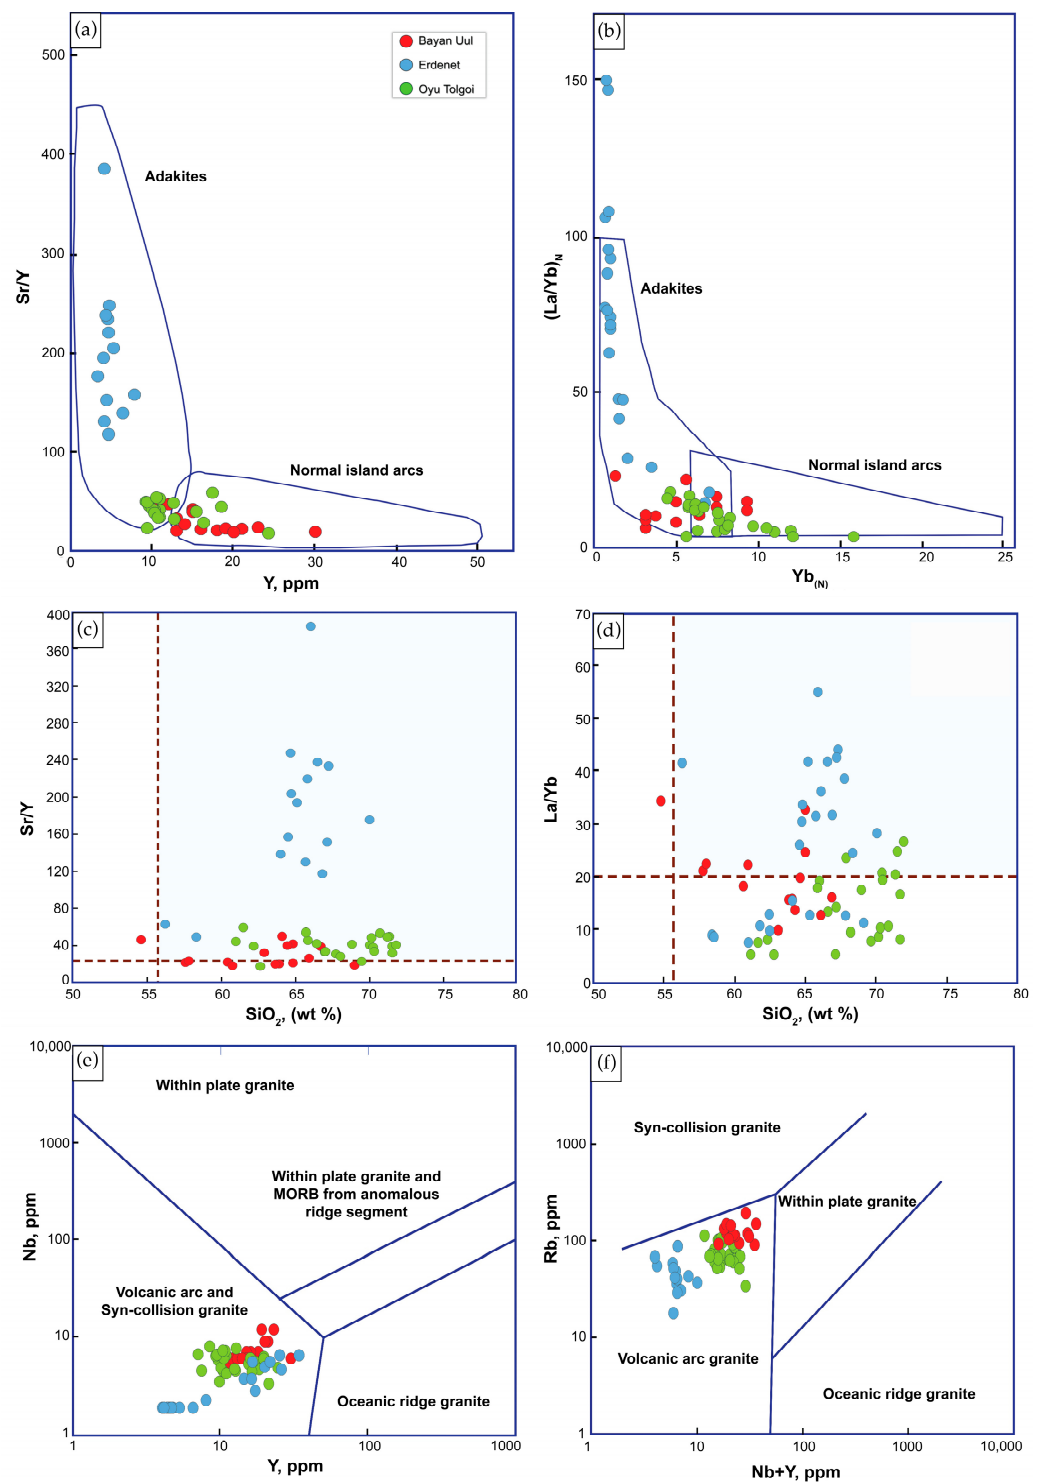 (a)
Bayan Uul
Erdenet
Oyu Tolgoi
500
400
300
200
100
0
Sr/Y
Adakites
Normal island arcs
0 10 20 30 40 50
Y, ppm
(b)
150
100
50
0
(La/Yb)N
Adakites
Normal island arcs
0 5 10 15 20 25
Yb(N)
(c)
400
360
320
280
240
200
160
120
80
40
0
Sr/Y
50 55 60 65 70 75 80
SiO2, (wt %)
(d)
70
60
50
40
30
20
10
0
La/Yb
50 55 60 65 70 75 80
SiO2, (wt %)
(e)
10,000
1000
100
10
1
Nb, ppm
Within plate granite
Within plate granite and
MORB from anomalous
ridge segment
Volcanic arc and
Syn-collision granite
Oceanic ridge granite
1 10 100 1000
Y, ppm
(f)
10,000
1000
100
10
1
Rb, ppm
Syn-collision granite
Within plate granite
Volcanic arc granite
Oceanic ridge granite
1 10 100 1000 10,000
Nb+Y, ppm